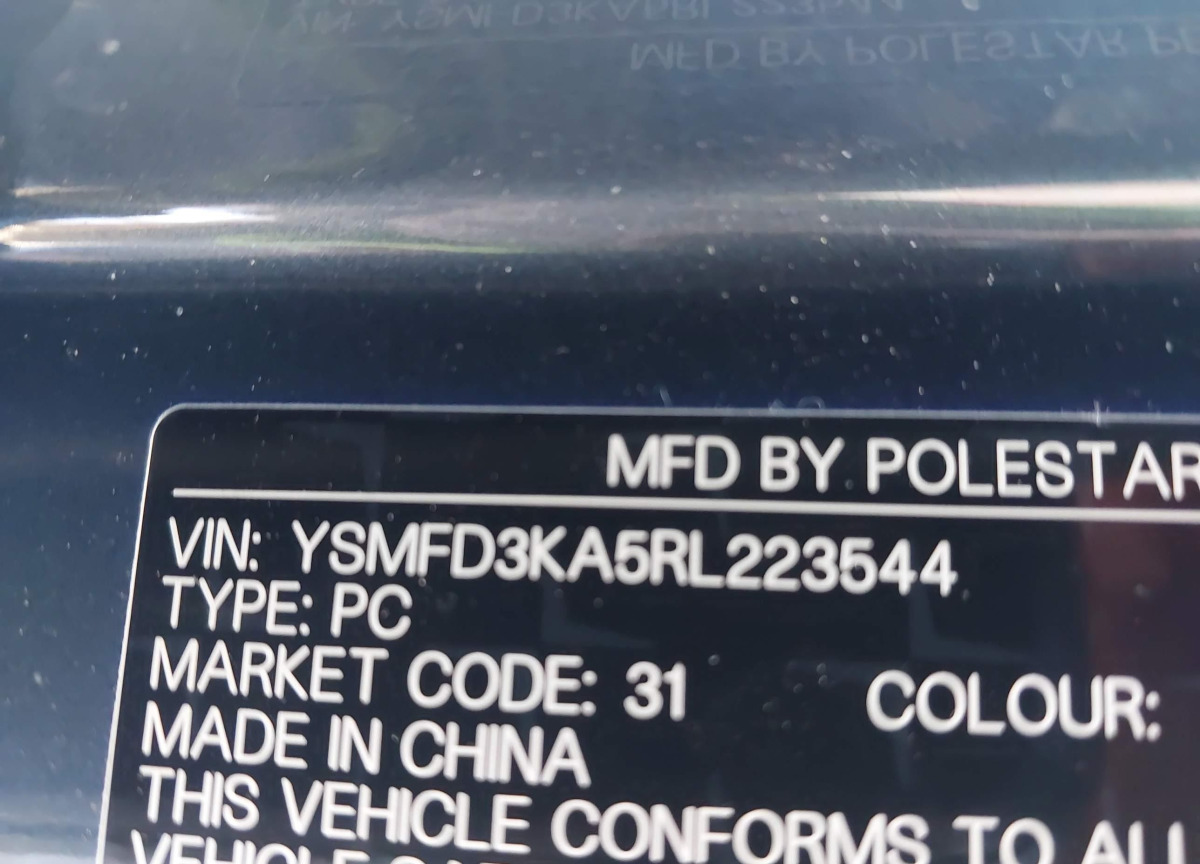 MFD BY POLESTAR
VIN: YSMFD3KA5RL223544
TYPE: PC
MARKET CODE: 31 COLOUR:
MADE IN CHINA
THIS VEHICLE CONFORMS TO ALL
VEHICLE